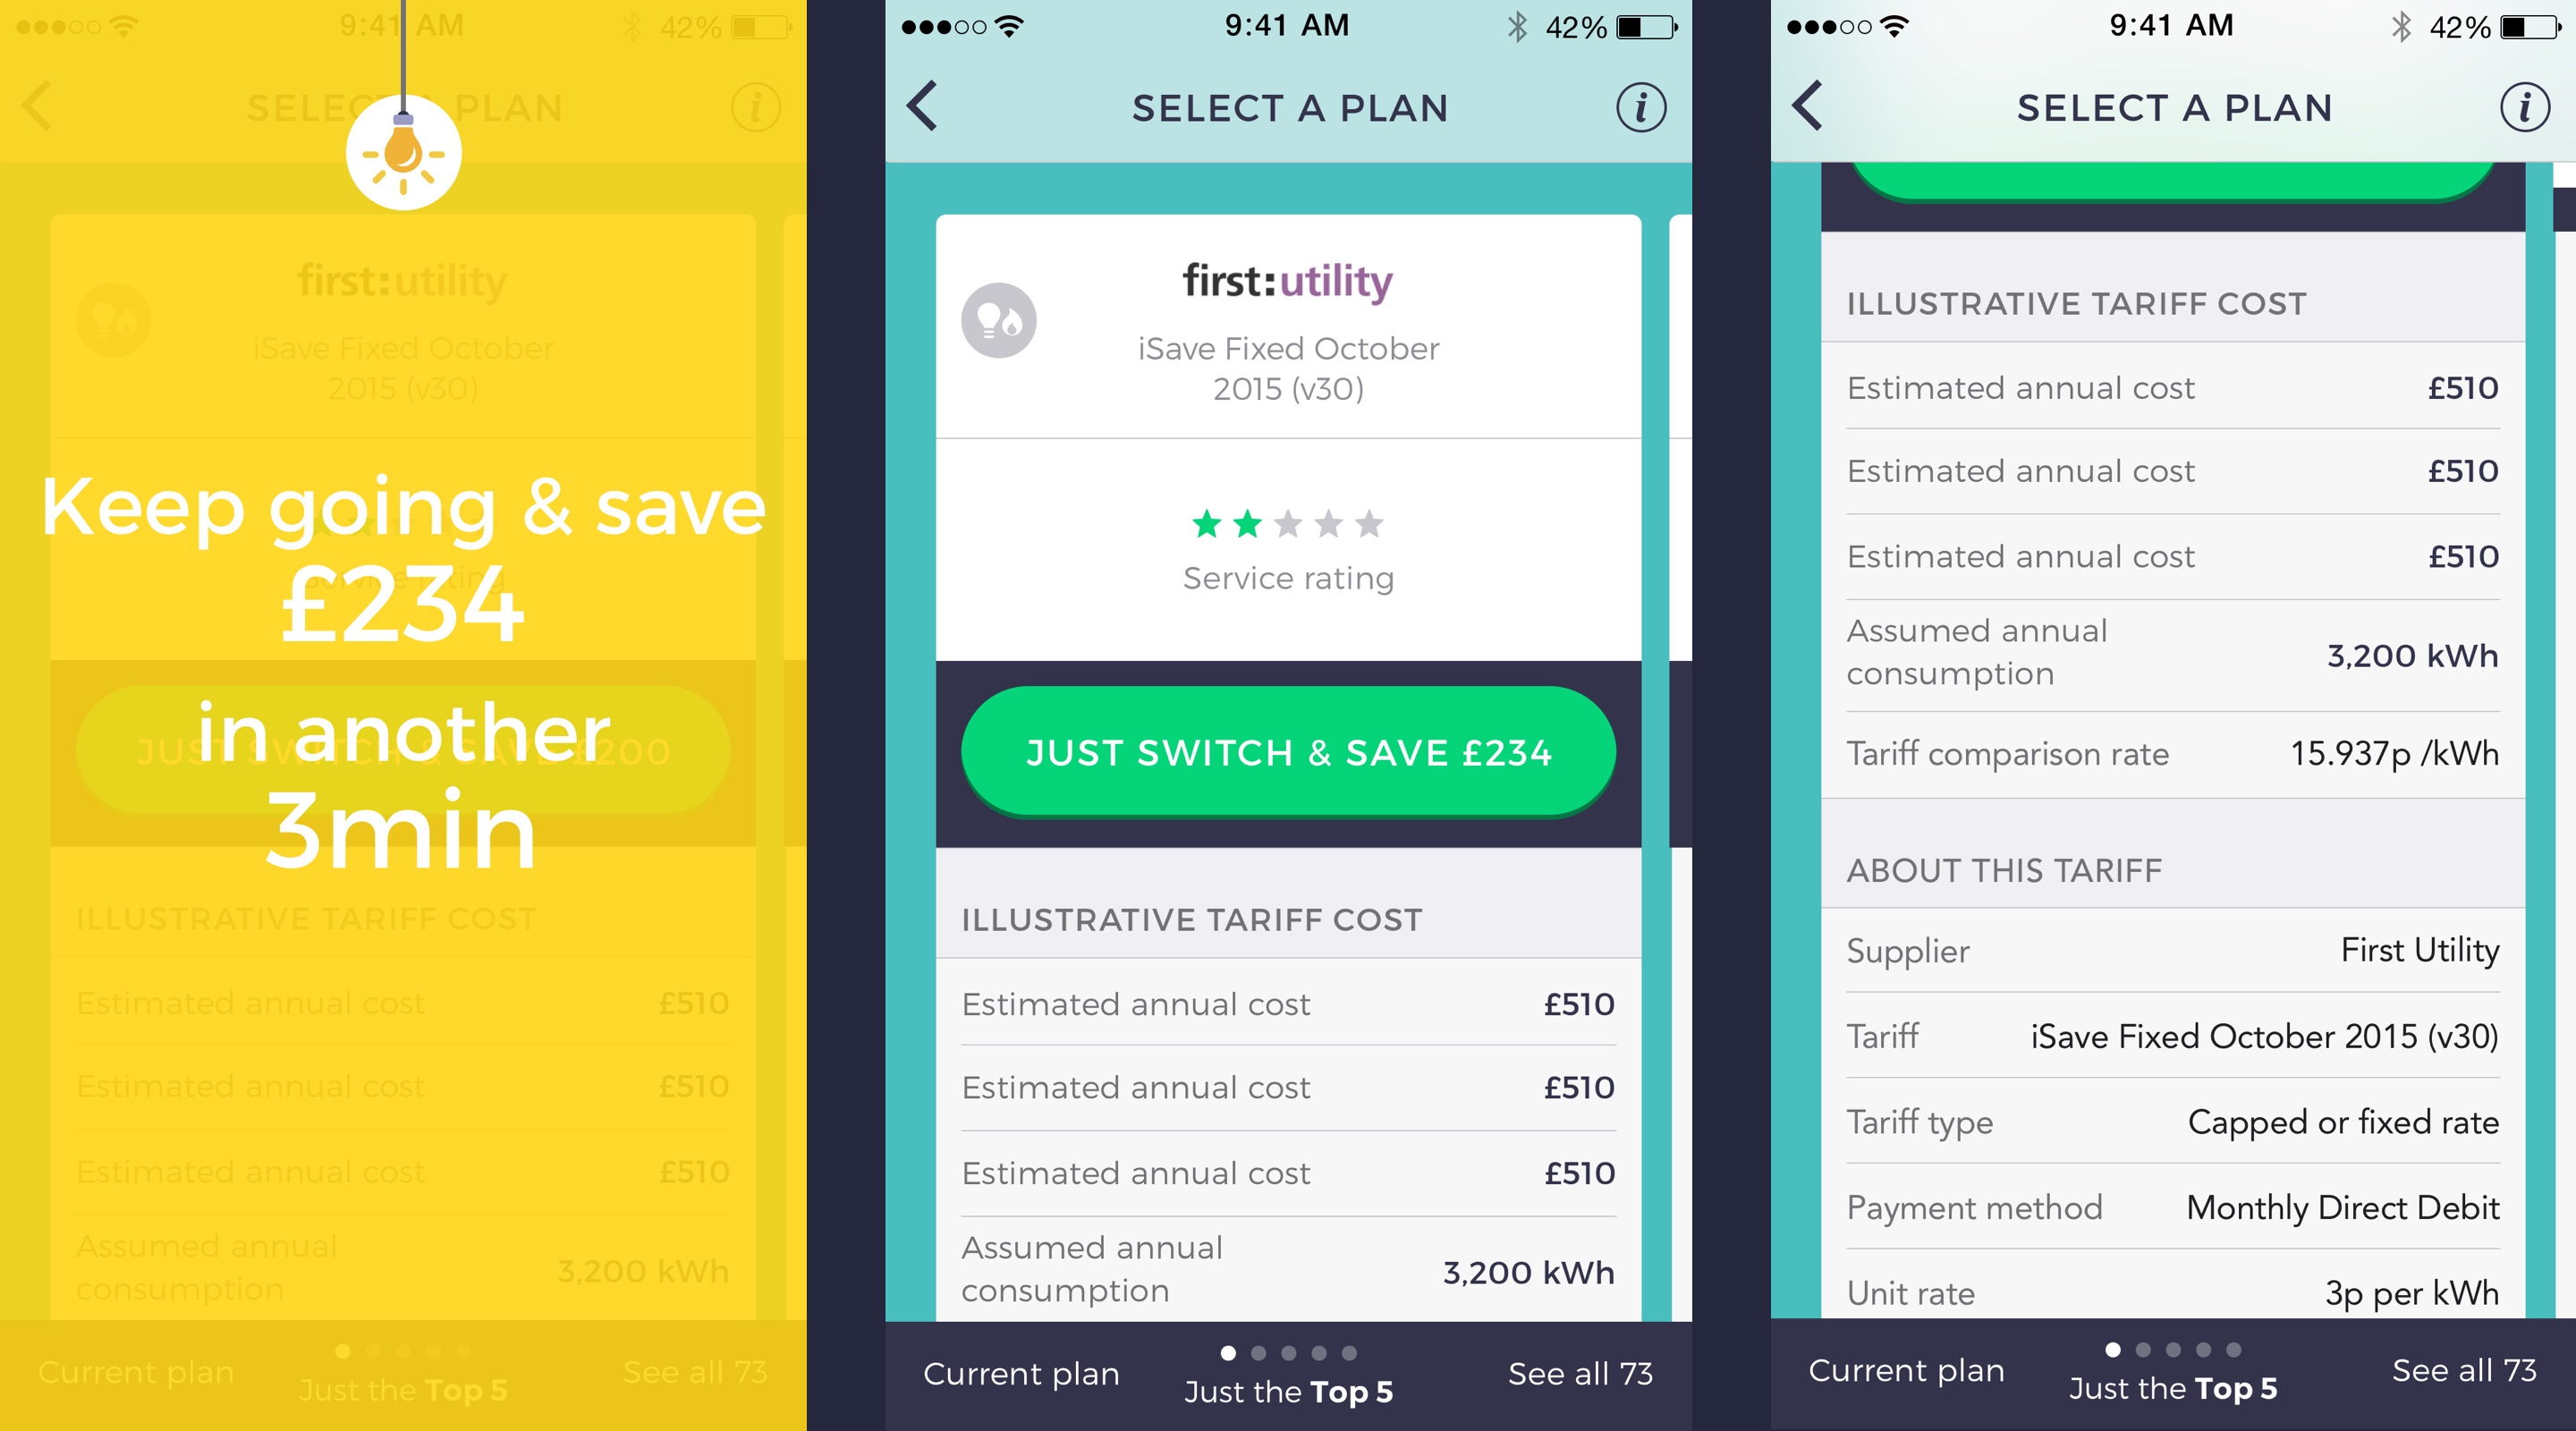 9:41 AM
42%
SELECT A PLAN
i
first:utility
iSave Fixed October
2015 (v30)
Keep going & save
Service rating
£234
in another
JUST SWITCH & SAVE £200
3min
ILLUSTRATIVE TARIFF COST
Estimated annual cost £510
Estimated annual cost £510
Estimated annual cost £510
Assumed annual
consumption 3,200 kWh
Current plan
Just the Top 5
See all 73
9:41 AM
42%
SELECT A PLAN
i
first:utility
iSave Fixed October
2015 (v30)
Service rating
JUST SWITCH & SAVE £234
ILLUSTRATIVE TARIFF COST
Estimated annual cost £510
Estimated annual cost £510
Estimated annual cost £510
Assumed annual
consumption 3,200 kWh
Current plan
Just the Top 5
See all 73
9:41 AM
42%
SELECT A PLAN
i
ILLUSTRATIVE TARIFF COST
Estimated annual cost £510
Estimated annual cost £510
Estimated annual cost £510
Assumed annual
consumption 3,200 kWh
Tariff comparison rate 15.937p /kWh
ABOUT THIS TARIFF
Supplier First Utility
Tariff iSave Fixed October 2015 (v30)
Tariff type Capped or fixed rate
Payment method Monthly Direct Debit
Unit rate 3p per kWh
Current plan
Just the Top 5
See all 73